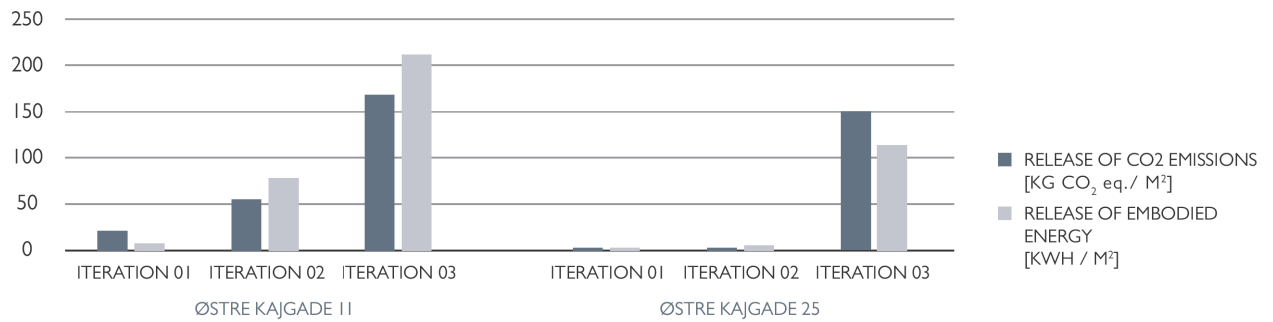 250
200
150
100
50
0
ITERATION 01 ITERATION 02 ITERATION 03 ITERATION 01 ITERATION 02 ITERATION 03
ØSTRE KAJGADE 11 ØSTRE KAJGADE 25
RELEASE OF CO2 EMISSIONS
[KG CO₂ eq./ M²]
RELEASE OF EMBODIED
ENERGY
[KWH / M²]